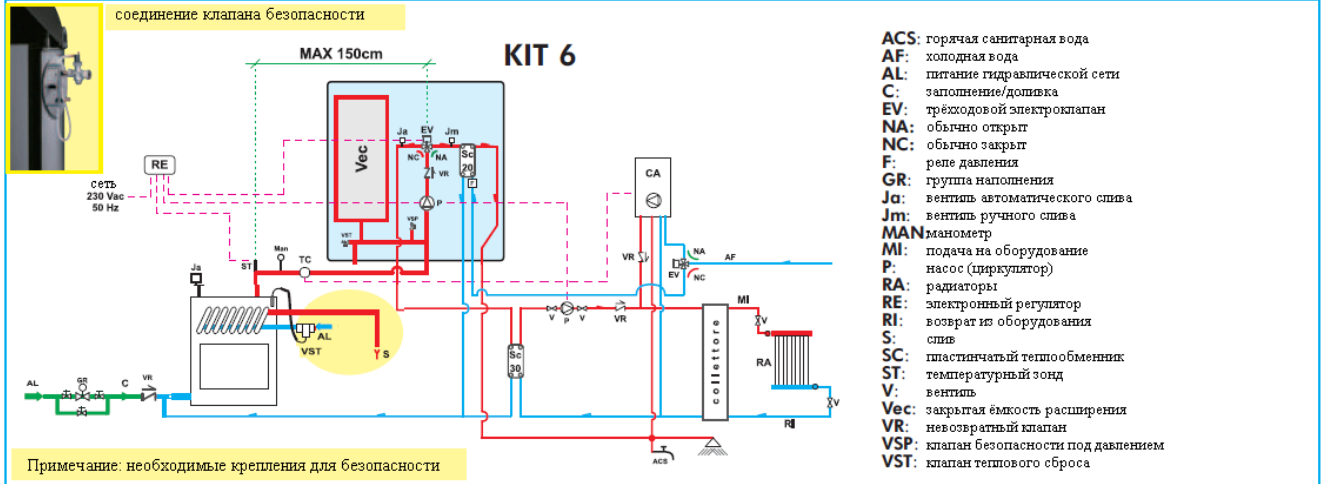 соединение клапана безопасности
MAX 150cm
KIT 6
Ja
EV
Jm
NC
NA
Sc
20
Vec
VR
F
P
RE
сеть
230 Vac
50 Hz
VSP
VST
CA
Man
ST
TC
Ja
VR
NA
EV
AF
NC
MI
V
P
V
VR
V
AL
VST
S
Sc
30
collettore
RA
AL
GR
C
VR
V
RI
ACS
Примечание: необходимые крепления для безопасности
ACS: горячая санитарная вода
AF: холодная вода
AL: питание гидравлической сети
C: заполнение/доливка
EV: трёхходовой электроклапан
NA: обычно открыт
NC: обычно закрыт
F: реле давления
GR: группа наполнения
Ja: вентиль автоматического слива
Jm: вентиль ручного слива
MAN: манометр
MI: подача на оборудование
P: насос (циркулятор)
RA: радиаторы
RE: электронный регулятор
RI: возврат из оборудования
S: слив
SC: пластинчатый теплообменник
ST: температурный зонд
V: вентиль
Vec: закрытая ёмкость расширения
VR: невозвратный клапан
VSP: клапан безопасности под давлением
VST: клапан теплового сброса